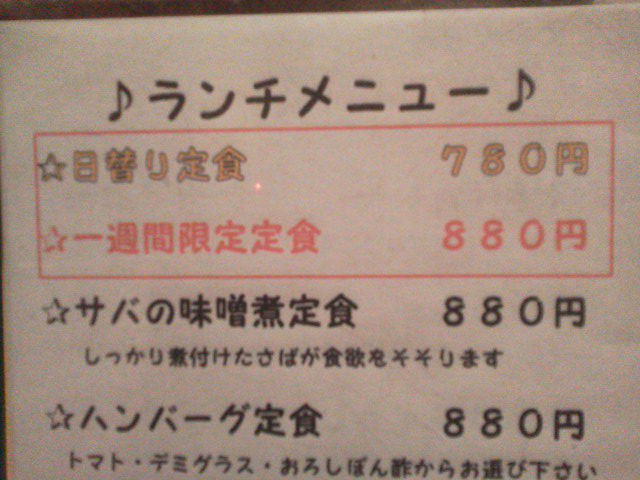 ♪ランチメニュー♪
☆日替り定食 780円
☆一週間限定定食 880円
☆サバの味噌煮定食 880円
しっかり煮付けたさばが食欲をそそります
☆ハンバーグ定食 880円
トマト・デミグラス・おろしぽん酢からお選び下さい